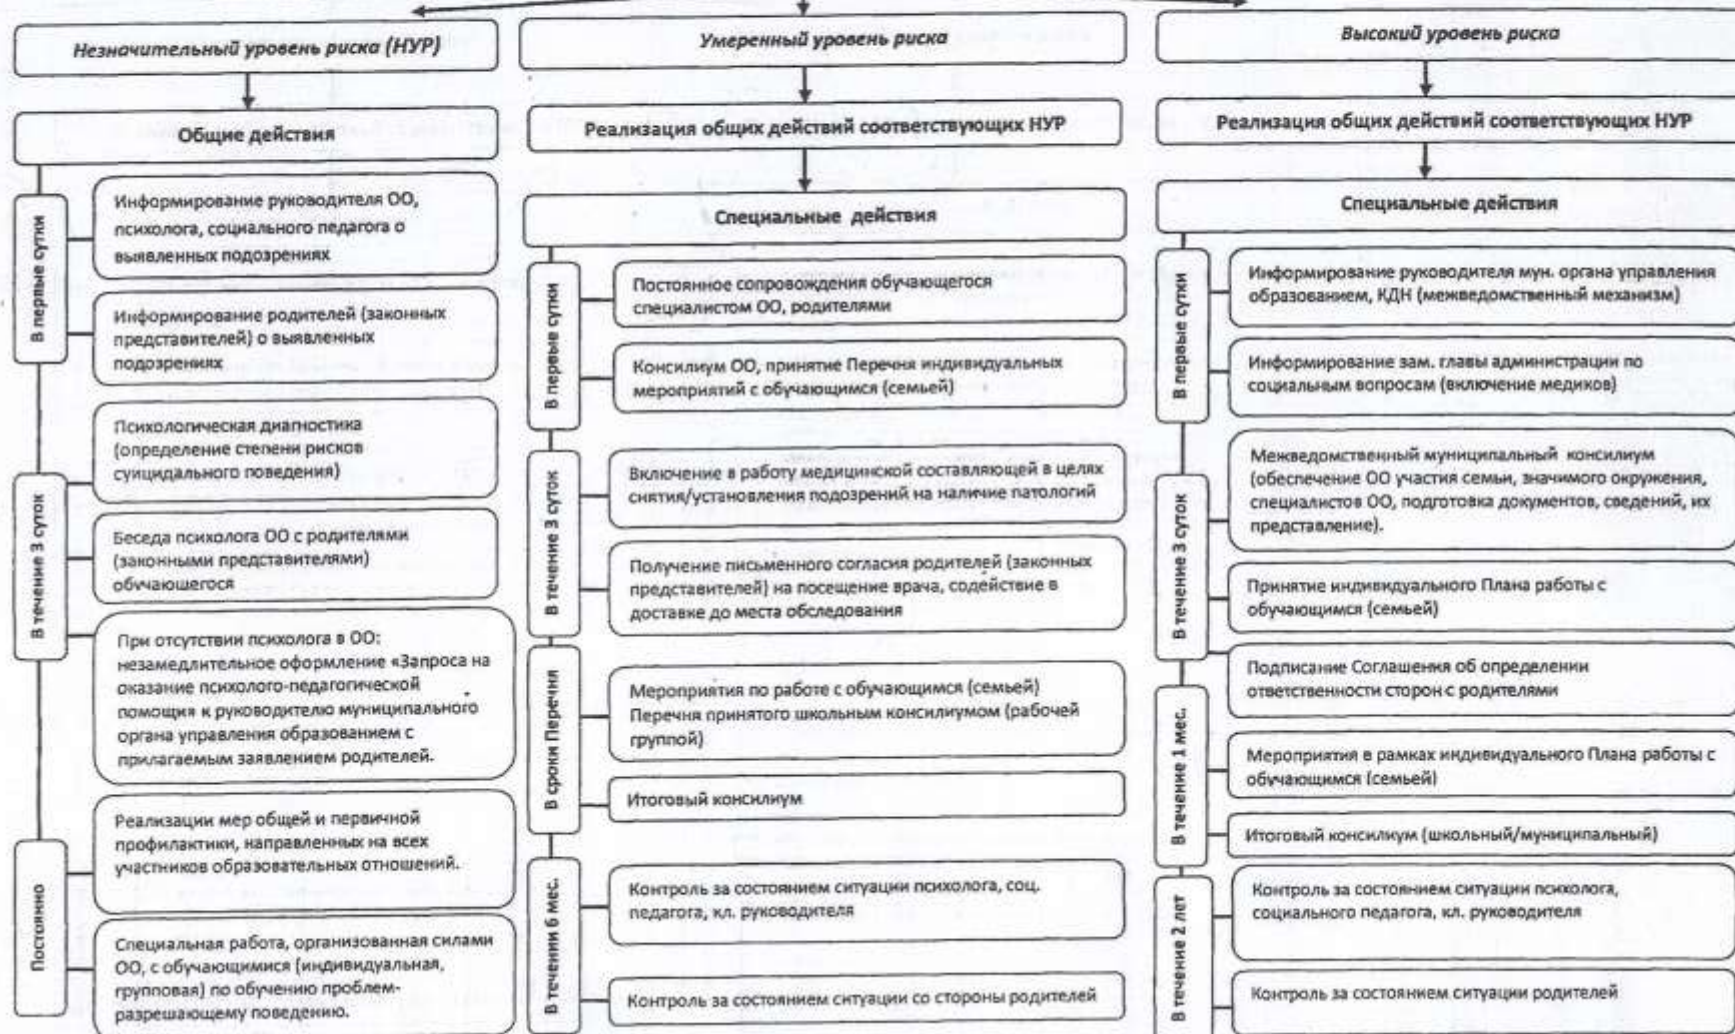 Незначительный уровень риска (НУР)
Общие действия
В первые сутки
Информирование руководителя ОО,
психолога, социального педагога о
выявленных подозрениях
Информирование родителей (законных
представителей) о выявленных
подозрениях
В течение 3 суток
Психологическая диагностика
(определение степени рисков
суицидального поведения)
Беседа психолога ОО с родителями
(законными представителями)
обучающегося
При отсутствии психолога в ОО:
незамедлительное оформление «Запроса на
оказание психолого-педагогической
помощи к руководителю муниципального
органа управления образованием с
прилагаемым заявлением родителей.
Постоянно
Реализации мер общей и первичной
профилактики, направленных на всех
участников образовательных отношений.
Специальная работа, организованная силами
ОО, с обучающимися (индивидуальная,
групповая) по обучению проблем-
разрешающему поведению.
Умеренный уровень риска
Реализация общих действий соответствующих НУР
Специальные действия
В первые сутки
Постоянное сопровождения обучающегося
специалистом ОО, родителями
Консилиум ОО, принятие Перечня индивидуальных
мероприятий с обучающимся (семьей)
В течение 3 суток
Включение в работу медицинской составляющей в целях
снятия/установления подозрений на наличие патологий
Получение письменного согласия родителей (законных
представителей) на посещение врача, содействие в
доставке до места обследования
В сроки Перечня
Мероприятия по работе с обучающимся (семьей)
Перечня принятого школьным консилиумом (рабочей
группой)
Итоговый консилиум
В течении 6 мес.
Контроль за состоянием ситуации психолога, соц.
педагога, кл. руководителя
Контроль за состоянием ситуации со стороны родителей
Высокий уровень риска
Реализация общих действий соответствующих НУР
Специальные действия
В первые сутки
Информирование руководителя мун. органа управления
образованием, КДН (межведомственный механизм)
Информирование зам. главы администрации по
социальным вопросам (включение медиков)
В течение 3 суток
Межведомственный муниципальный консилиум
(обеспечение ОО участия семьи, значимого окружения,
специалистов ОО, подготовка документов, сведений, их
представление).
Принятие индивидуального Плана работы с
обучающимся (семьей)
Подписание Соглашения об определении
ответственности сторон с родителями
В течение 1 мес.
Мероприятия в рамках индивидуального Плана работы с
обучающимся (семьей)
Итоговый консилиум (школьный/муниципальный)
В течение 2 лет
Контроль за состоянием ситуации психолога,
социального педагога, кл. руководителя
Контроль за состоянием ситуации родителей